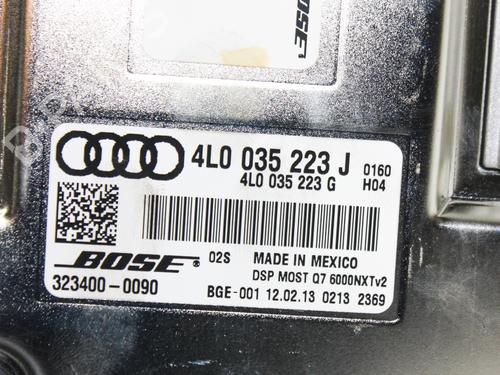 BOSE
4L0 035 223 J 0160
4L0 035 223 G H04
BOSE® 02S MADE IN MEXICO
DSP MOST Q7 6000NXTv2
323400-0090 BGE-001 12.02.13 0213 2369